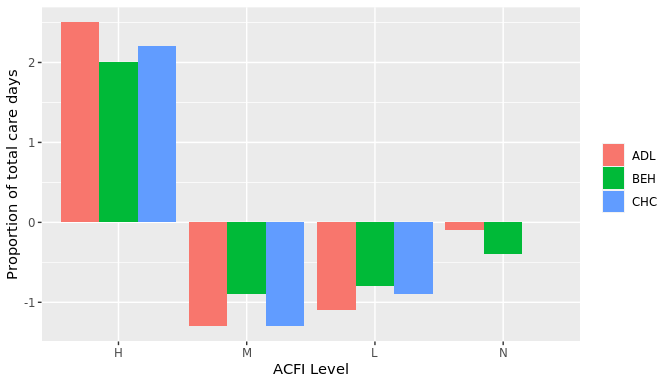 Proportion of total care days
2
1
0
-1
H M L N
ACFI Level
ADL
BEH
CHC